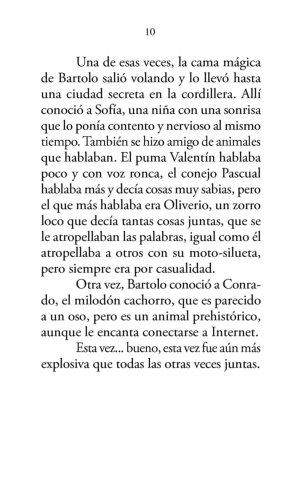 10
Una de esas veces, la cama mágica
de Bartolo salió volando y lo llevó hasta
una ciudad secreta en la cordillera. Allí
conoció a Sofía, una niña con una sonrisa
que lo ponía contento y nervioso al mismo
tiempo. También se hizo amigo de animales
que hablaban. El puma Valentín hablaba
poco y con voz ronca, el conejo Pascual
hablaba más y decía cosas muy sabias, pero
el que más hablaba era Oliverio, un zorro
loco que decía tantas cosas juntas, que se
le atropellaban las palabras, igual como él
atropellaba a otros con su moto-silueta,
pero siempre era por casualidad.
Otra vez, Bartolo conoció a Conra-
do, el milodón cachorro, que es parecido
a un oso, pero es un animal prehistórico,
aunque le encanta conectarse a Internet.
Esta vez... bueno, esta vez fue aún más
explosiva que todas las otras veces juntas.